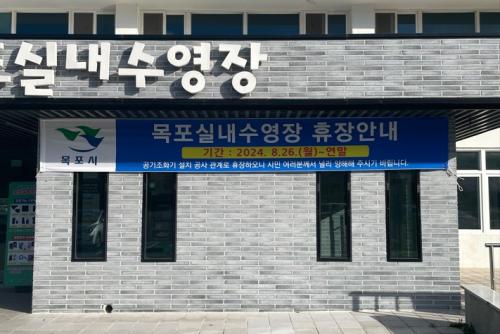 포실내수영장
목포시
목포실내수영장 휴장안내
기간 : 2024. 8.26.(월)~연말
공기조화기 설치 공사 관계로 휴장하오니 시민 여러분께서 널리 양해해 주시기 바랍니다.